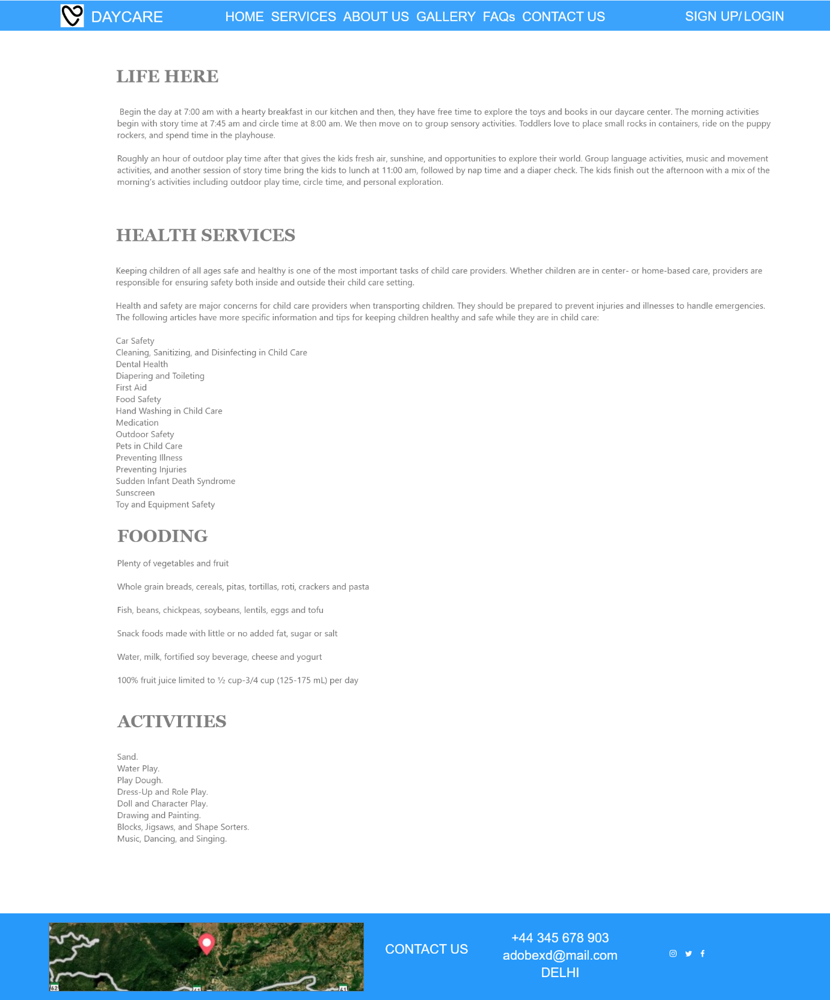 DAYCARE
HOME SERVICES ABOUT US GALLERY FAQs CONTACT US
SIGN UP/LOGIN
LIFE HERE
Begin the day at 7:00 am with a hearty breakfast in our kitchen and then, they have free time to explore the toys and books in our daycare center. The morning activities
begin with story time at 7:45 am and circle time at 8:00 am. We then move on to group sensory activities. Toddlers love to place small rocks in containers, ride on the puppy
rockers, and spend time in the playhouse.
Roughly an hour of outdoor play time after that gives the kids fresh air, sunshine, and opportunities to explore their world. Group language activities, music and movement
activities, and another session of story time bring the kids to lunch at 11:00 am, followed by nap time and a diaper check. The kids finish out the afternoon with a mix of the
morning's activities including outdoor play time, circle time, and personal exploration.
HEALTH SERVICES
Keeping children of all ages safe and healthy is one of the most important tasks of child care providers. Whether children are in center- or home-based care, providers are
responsible for ensuring safety both inside and outside their child care setting.
Health and safety are major concerns for child care providers when transporting children. They should be prepared to prevent injuries and illnesses to handle emergencies.
The following articles have more specific information and tips for keeping children healthy and safe while they are in child care:
Car Safety
Cleaning, Sanitizing, and Disinfecting in Child Care
Dental Health
Diapering and Toileting
First Aid
Food Safety
Hand Washing in Child Care
Medication
Outdoor Safety
Pets in Child Care
Preventing Illness
Preventing Injuries
Sudden Infant Death Syndrome
Sunscreen
Toy and Equipment Safety
FOODING
Plenty of vegetables and fruit
Whole grain breads, cereals, pitas, tortillas, roti, crackers and pasta
Fish, beans, chickpeas, soybeans, lentils, eggs and tofu
Snack foods made with little or no added fat, sugar or salt
Water, milk, fortified soy beverage, cheese and yogurt
100% fruit juice limited to ½ cup-3/4 cup (125-175 mL) per day
ACTIVITIES
Sand.
Water Play.
Play Dough.
Dress-Up and Role Play.
Doll and Character Play.
Drawing and Painting.
Blocks, Jigsaws, and Shape Sorters.
Music, Dancing, and Singing.
62
61
CONTACT US
+44 345 678 903
adobexd@mail.com
DELHI